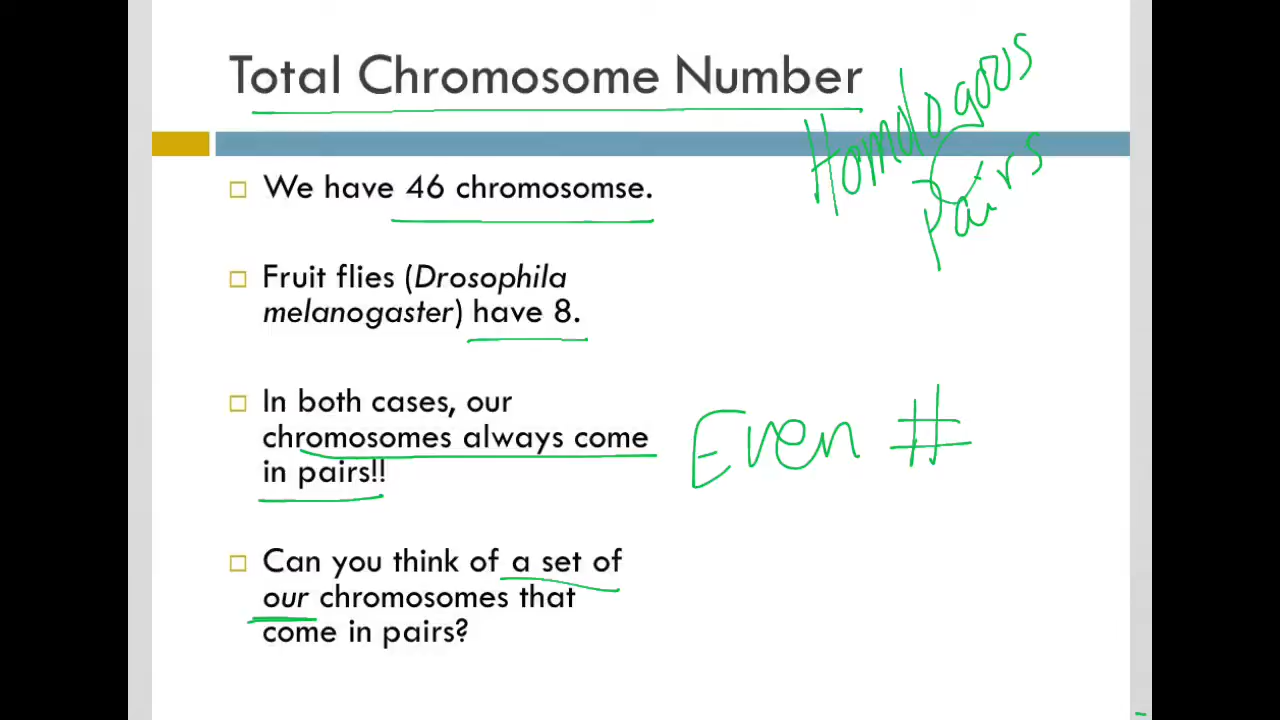 Total Chromosome Number
Homologous
Pairs
We have 46 chromosomse.
Fruit flies (Drosophila
melanogaster) have 8.
In both cases, our
chromosomes always come
in pairs!!
Even #
Can you think of a set of
our chromosomes that
come in pairs?